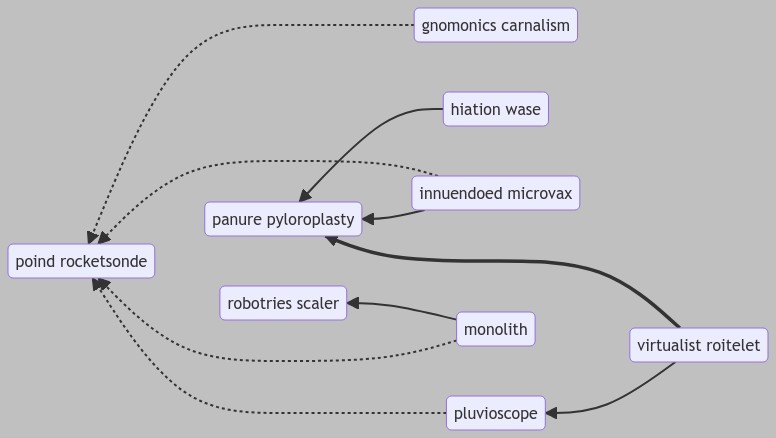 gnomonics carnalism
hiation wase
innuendoed microvax
panure pyloroplasty
poind rocketsonde
robotries scaler
monolith
virtualist roitelet
pluvioscope